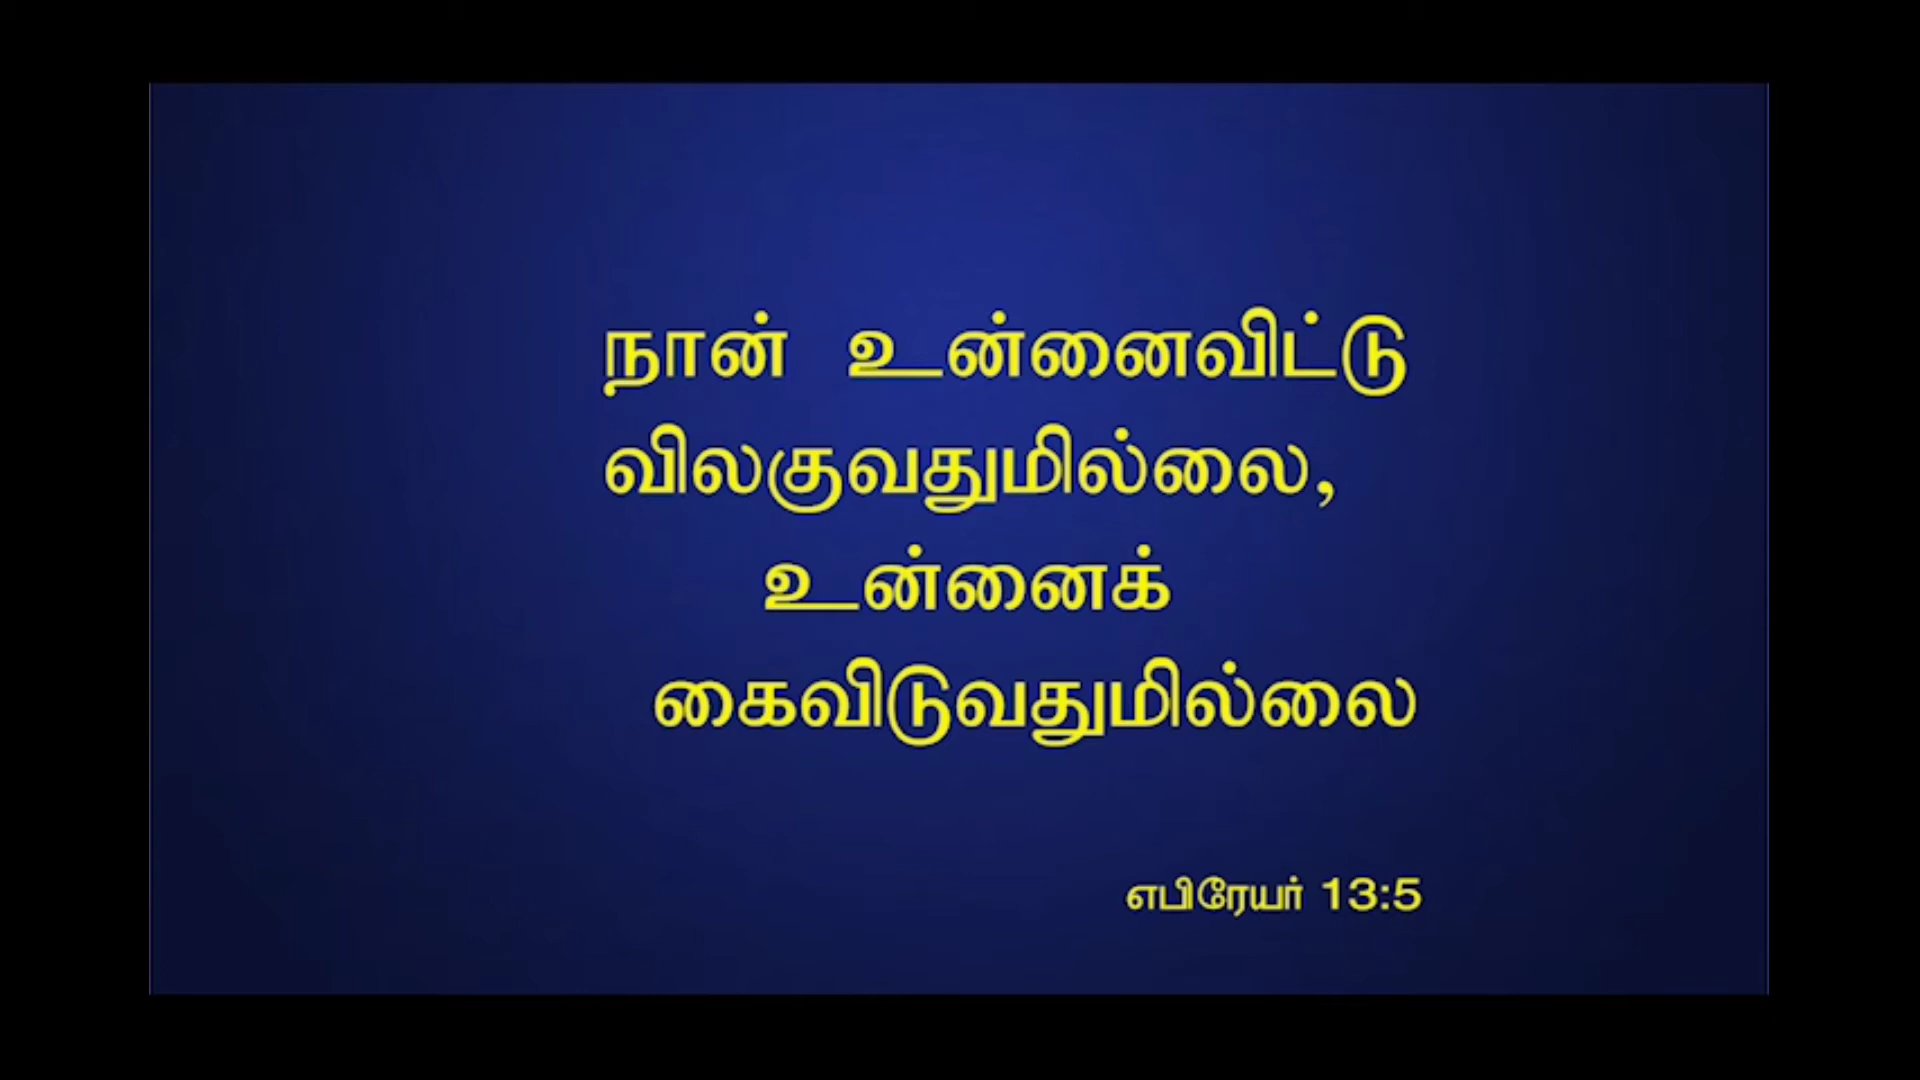 நான் உன்னைவிட்டு
விலகுவதுமில்லை,
உன்னைக்
கைவிடுவதுமில்லை
எபிரேயர் 13:5